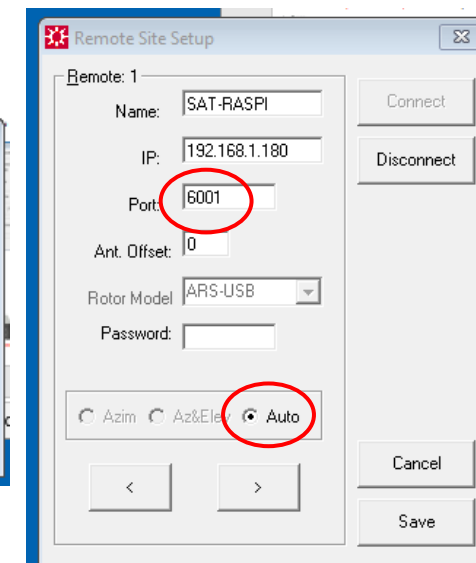 Remote Site Setup
Remote: 1
Name: SAT-RASPI
IP: 192.168.1.180
Port: 6001
Ant. Offset: 0
Rotor Model ARS-USB
Password:
Azim Az&Elev Auto
< >
Connect
Disconnect
Cancel
Save